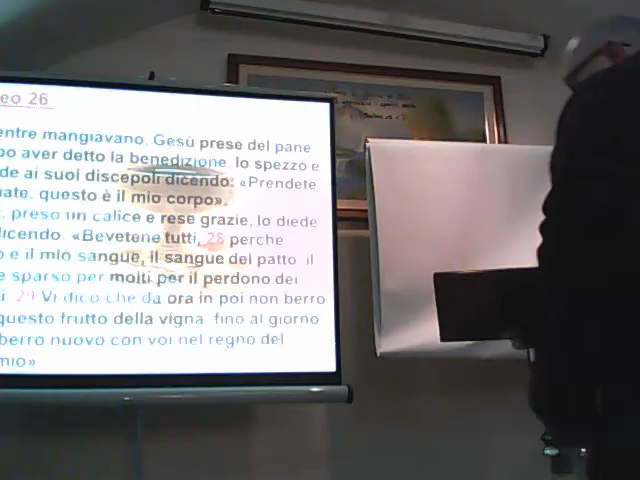 eo 26
entre mangiavano, Gesù prese del pane
po aver detto la benedizione, lo spezzò e
de ai suoi discepoli dicendo: «Prendete,
iate, questo è il mio corpo».
, preso un calice e rese grazie, lo diede
dicendo: «Bevetene tutti, 28 perché
o è il mio sangue, il sangue del patto, il
e sparso per molti per il perdono dei
i. 29 Vi dico che da ora in poi non berrò
questo frutto della vigna, fino al giorno
berrò nuovo con voi nel regno del
mio»